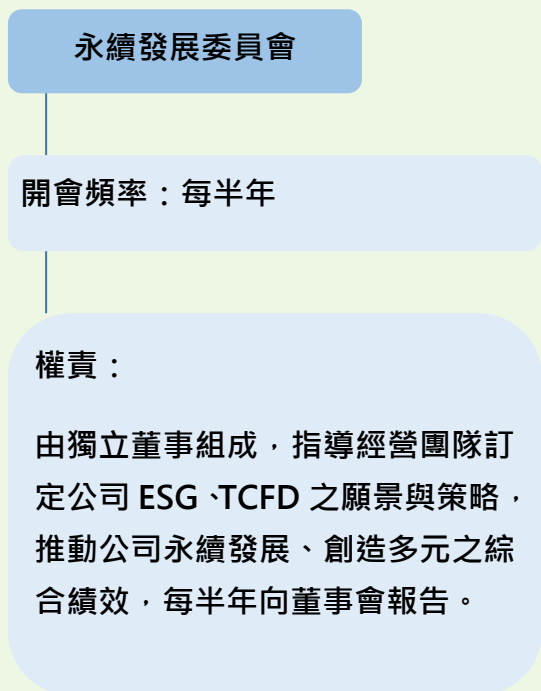 永續發展委員會
開會頻率：每半年
權責：
由獨立董事組成，指導經營團隊訂
定公司 ESG、TCFD 之願景與策略，
推動公司永續發展、創造多元之綜
合績效，每半年向董事會報告。